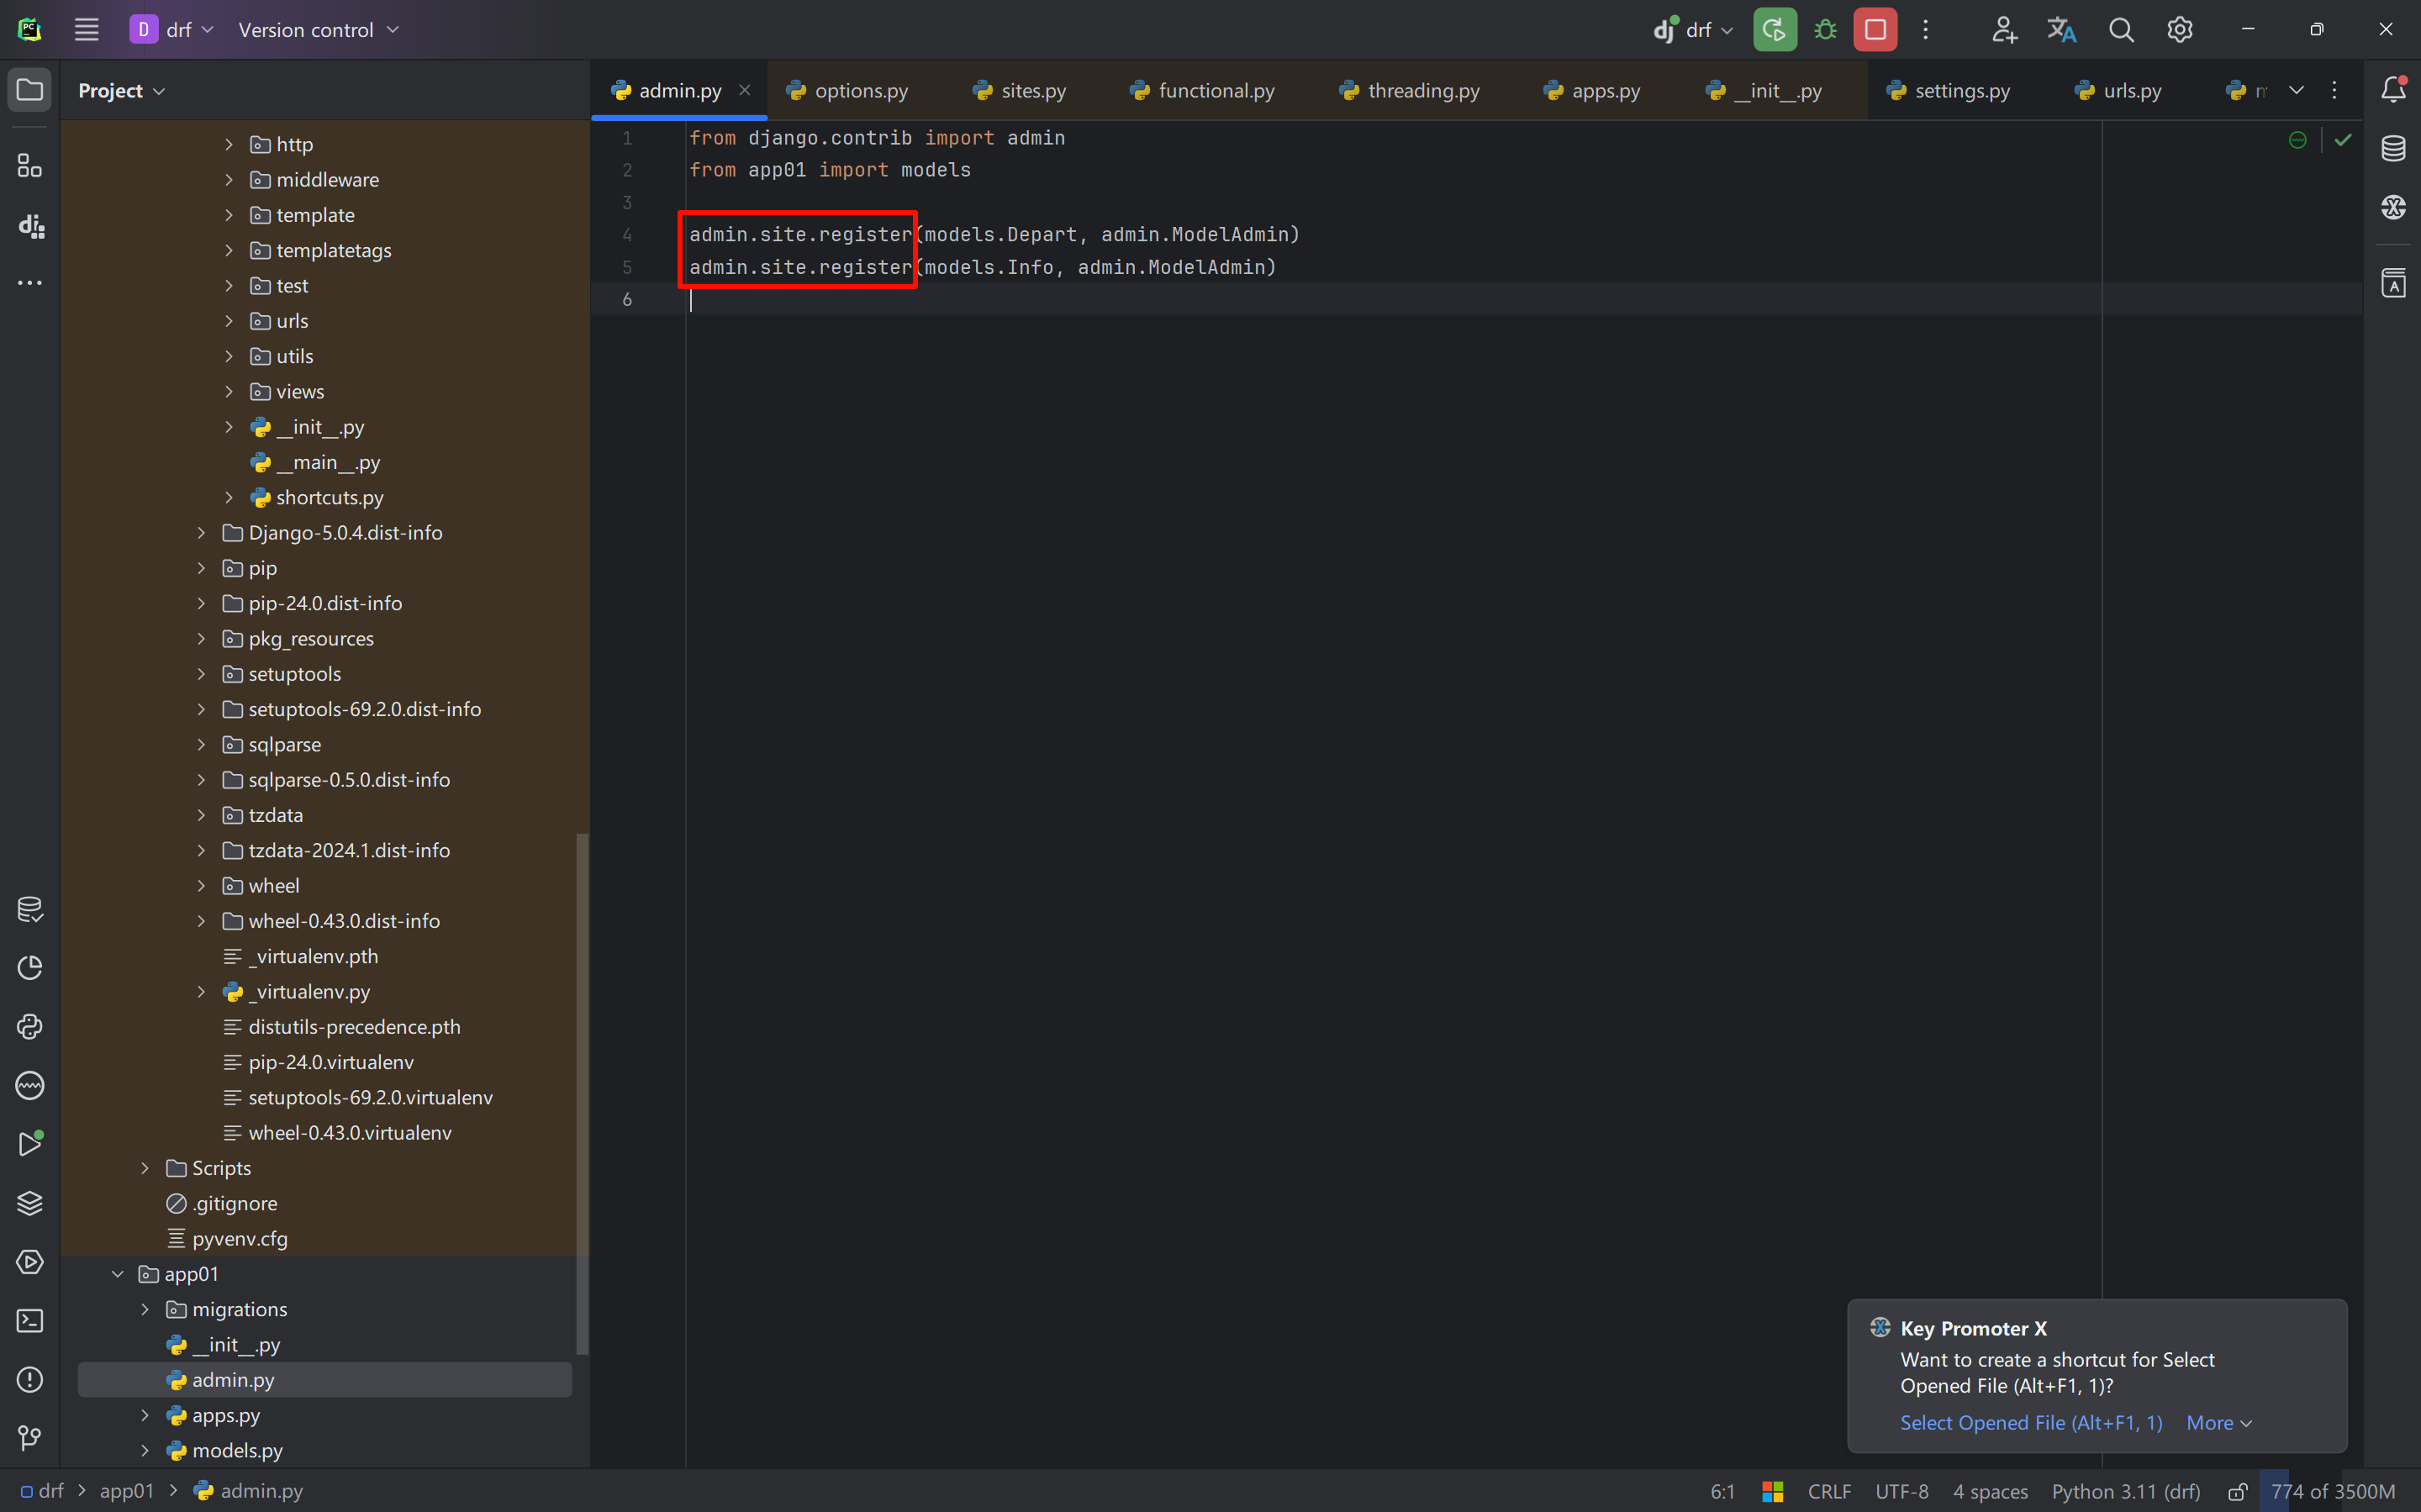 PC
D drf Version control
dj drf
Project
admin.py options.py sites.py functional.py threading.py apps.py __init__.py settings.py urls.py
http
middleware
template
templatetags
test
urls
utils
views
__init__.py
__main__.py
shortcuts.py
Django-5.0.4.dist-info
pip
pip-24.0.dist-info
pkg_resources
setuptools
setuptools-69.2.0.dist-info
sqlparse
sqlparse-0.5.0.dist-info
tzdata
tzdata-2024.1.dist-info
wheel
wheel-0.43.0.dist-info
_virtualenv.pth
_virtualenv.py
distutils-precedence.pth
pip-24.0.virtualenv
setuptools-69.2.0.virtualenv
wheel-0.43.0.virtualenv
Scripts
.gitignore
pyvenv.cfg
app01
migrations
__init__.py
admin.py
apps.py
models.py
1 from django.contrib import admin
2 from app01 import models
3
4 admin.site.register(models.Depart, admin.ModelAdmin)
5 admin.site.register(models.Info, admin.ModelAdmin)
6
Key Promoter X
Want to create a shortcut for Select
Opened File (Alt+F1, 1)?
Select Opened File (Alt+F1, 1) More
drf > app01 > admin.py
6:1 CRLF UTF-8 4 spaces Python 3.11 (drf) 774 of 3500M